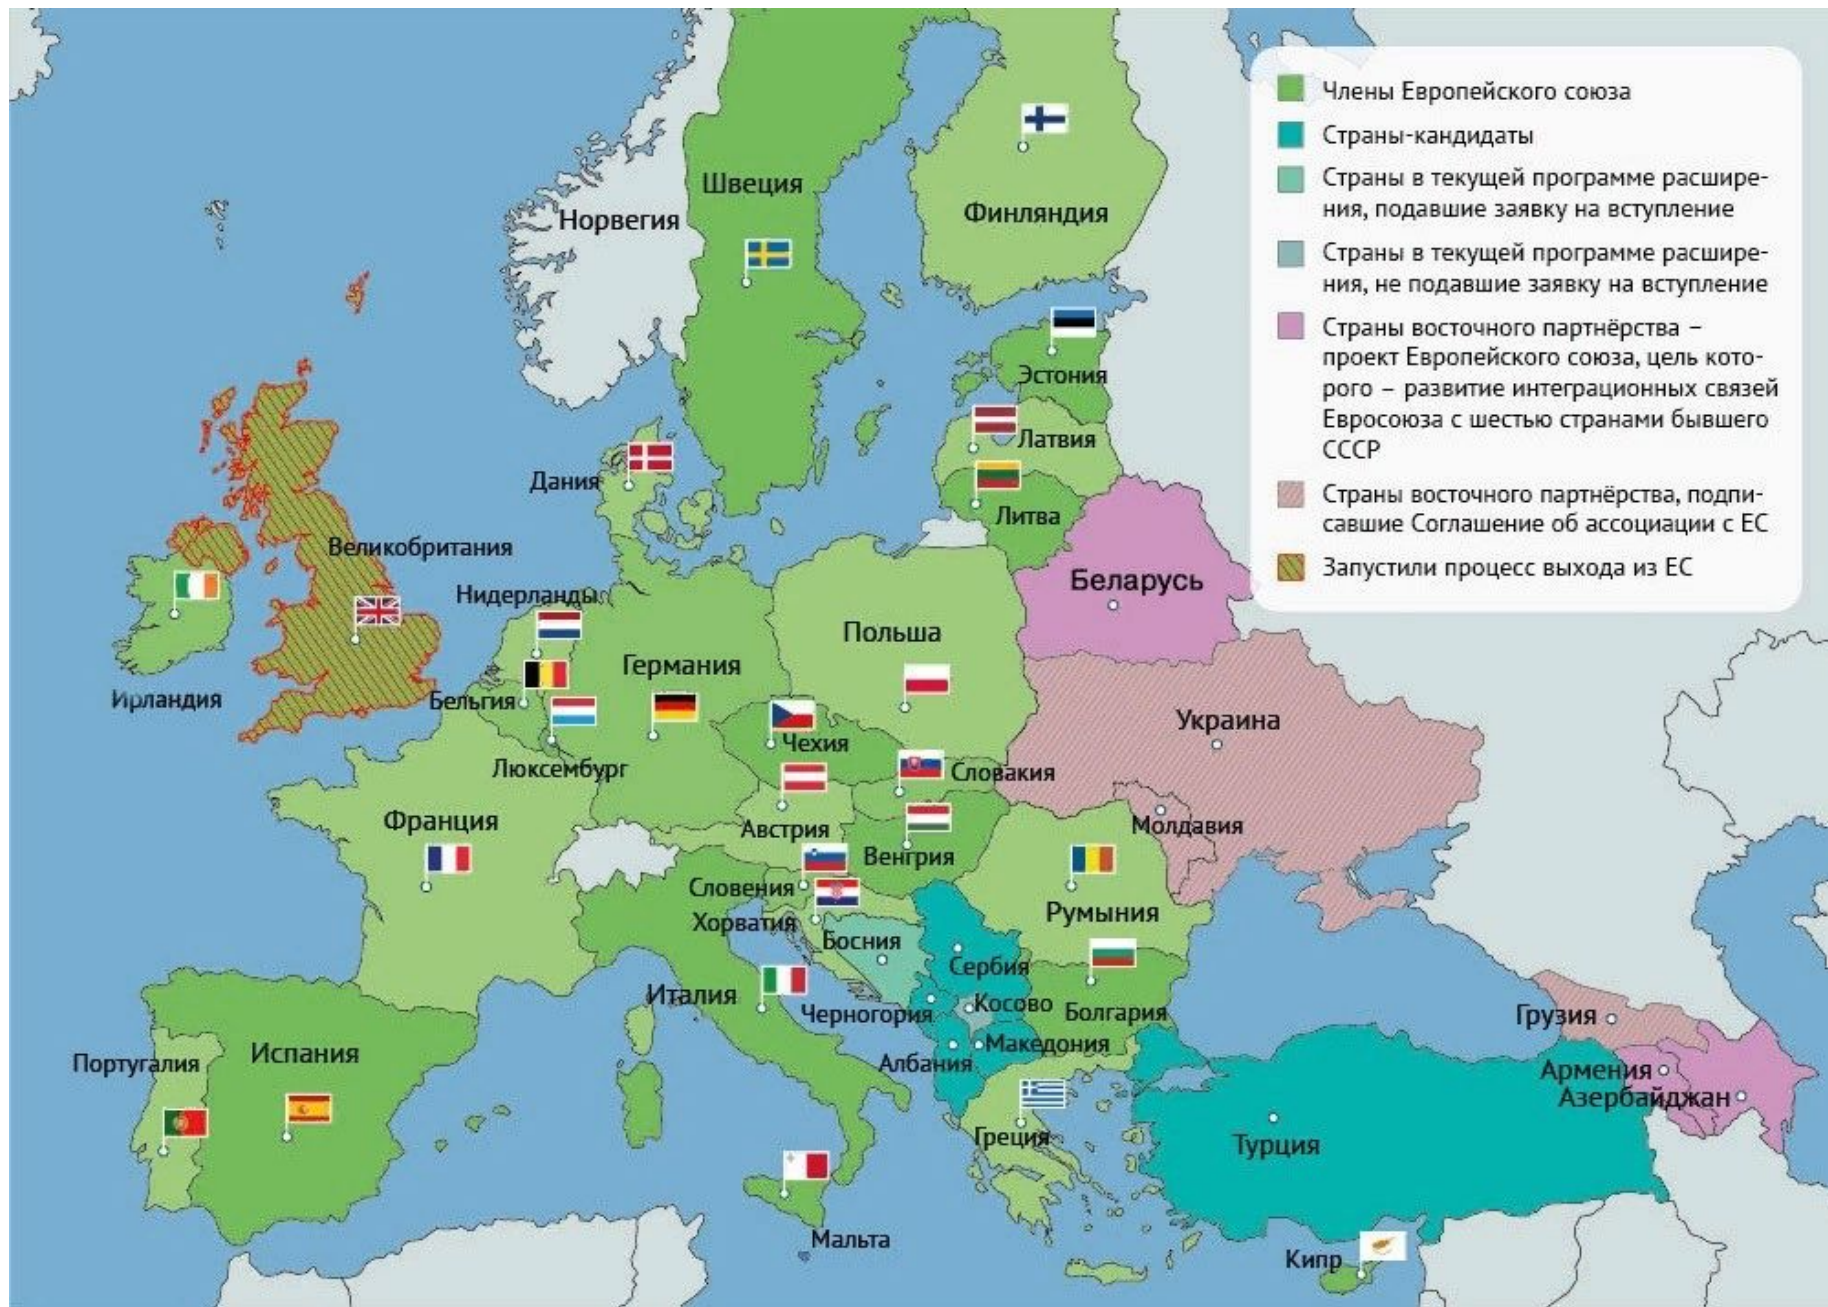 Члены Европейского союза
Страны-кандидаты
Страны в текущей программе расшире-
ния, подавшие заявку на вступление
Страны в текущей программе расшире-
ния, не подавшие заявку на вступление
Страны восточного партнёрства –
проект Европейского союза, цель кото-
рого – развитие интеграционных связей
Евросоюза с шестью странами бывшего
СССР
Страны восточного партнёрства, подпи-
савшие Соглашение об ассоциации с ЕС
Запустили процесс выхода из ЕС
Швеция
Норвегия
Финляндия
Эстония
Латвия
Дания
Литва
Великобритания
Беларусь
Нидерланды
Польша
Германия
Ирландия
Бельгия
Украина
Чехия
Люксембург
Словакия
Франция
Австрия
Молдавия
Венгрия
Словения
Румыния
Хорватия
Босния
Сербия
Италия
Косово
Черногория
Болгария
Грузия
Македония
Испания
Португалия
Албания
Армения
Азербайджан
Греция
Турция
Мальта
Кипр